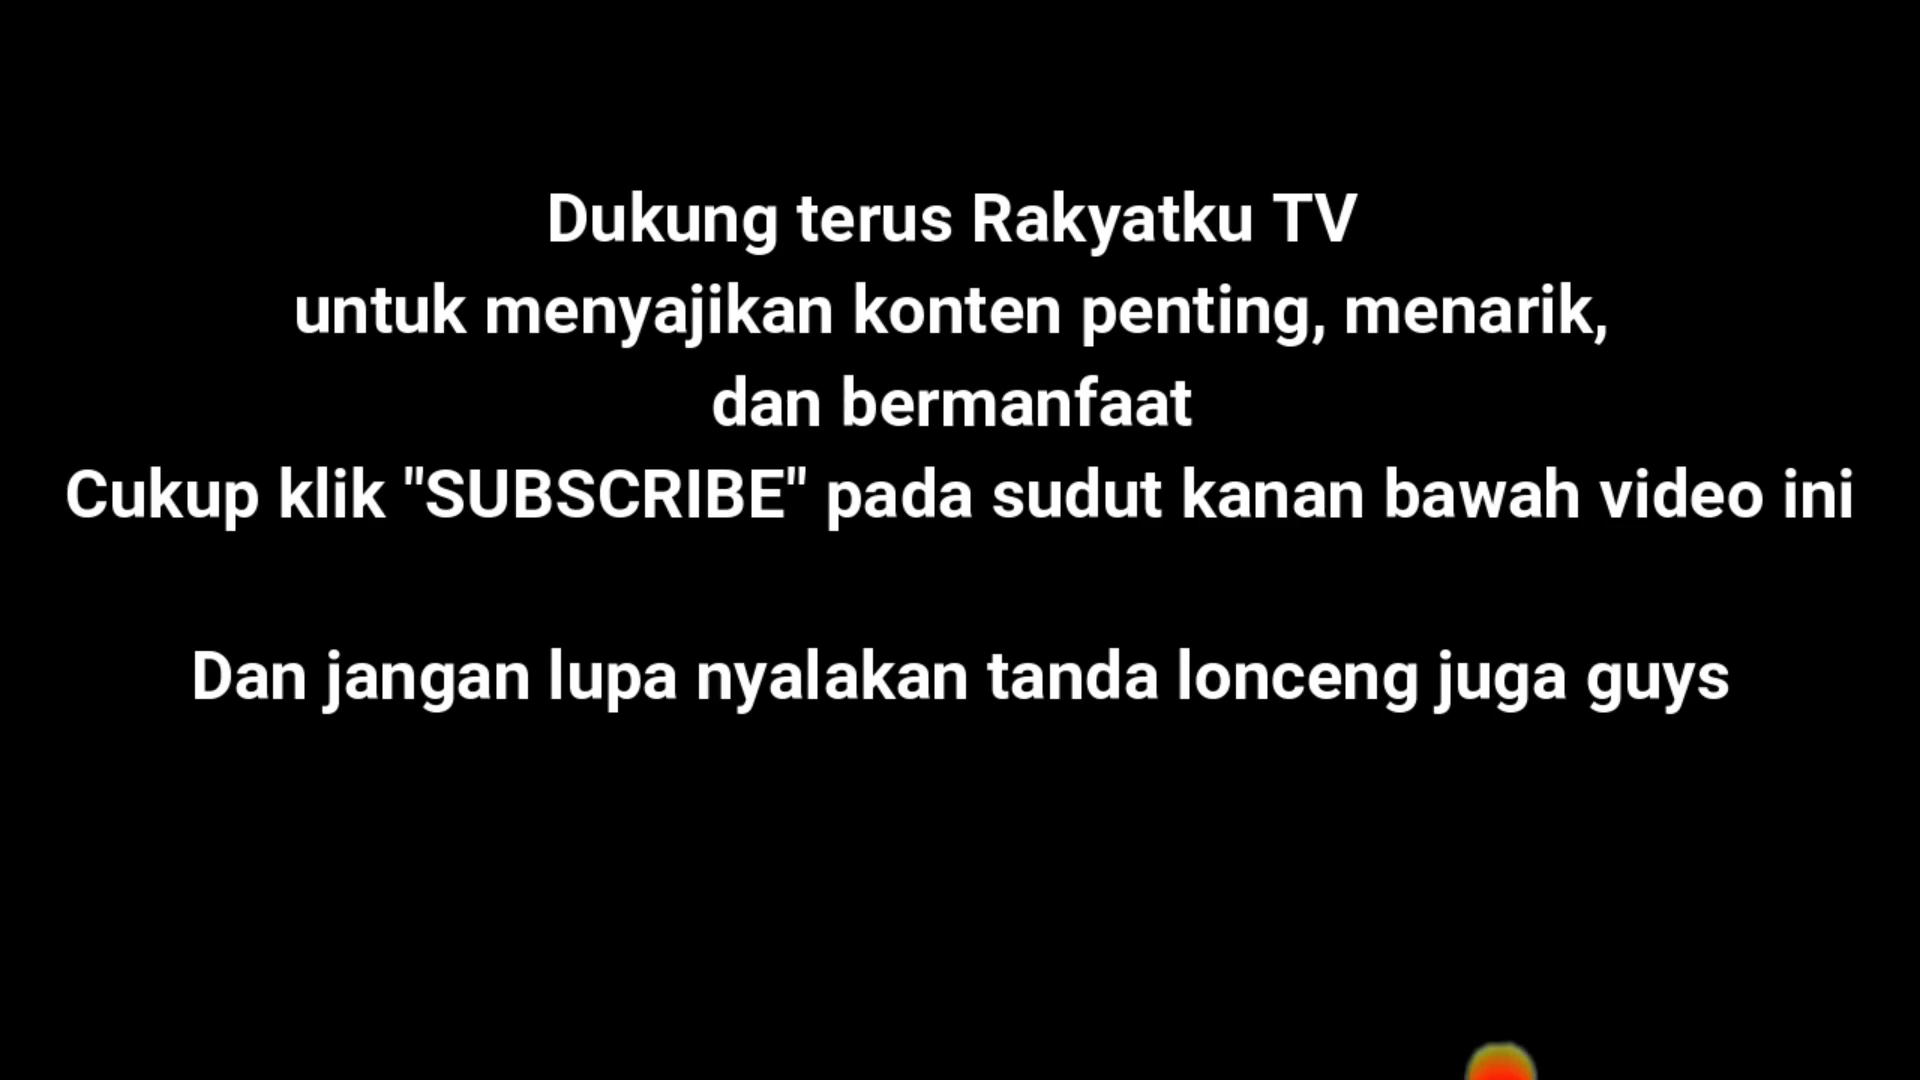 Dukung terus Rakyatku TV
untuk menyajikan konten penting, menarik,
dan bermanfaat
Cukup klik "SUBSCRIBE" pada sudut kanan bawah video ini
Dan jangan lupa nyalakan tanda lonceng juga guys